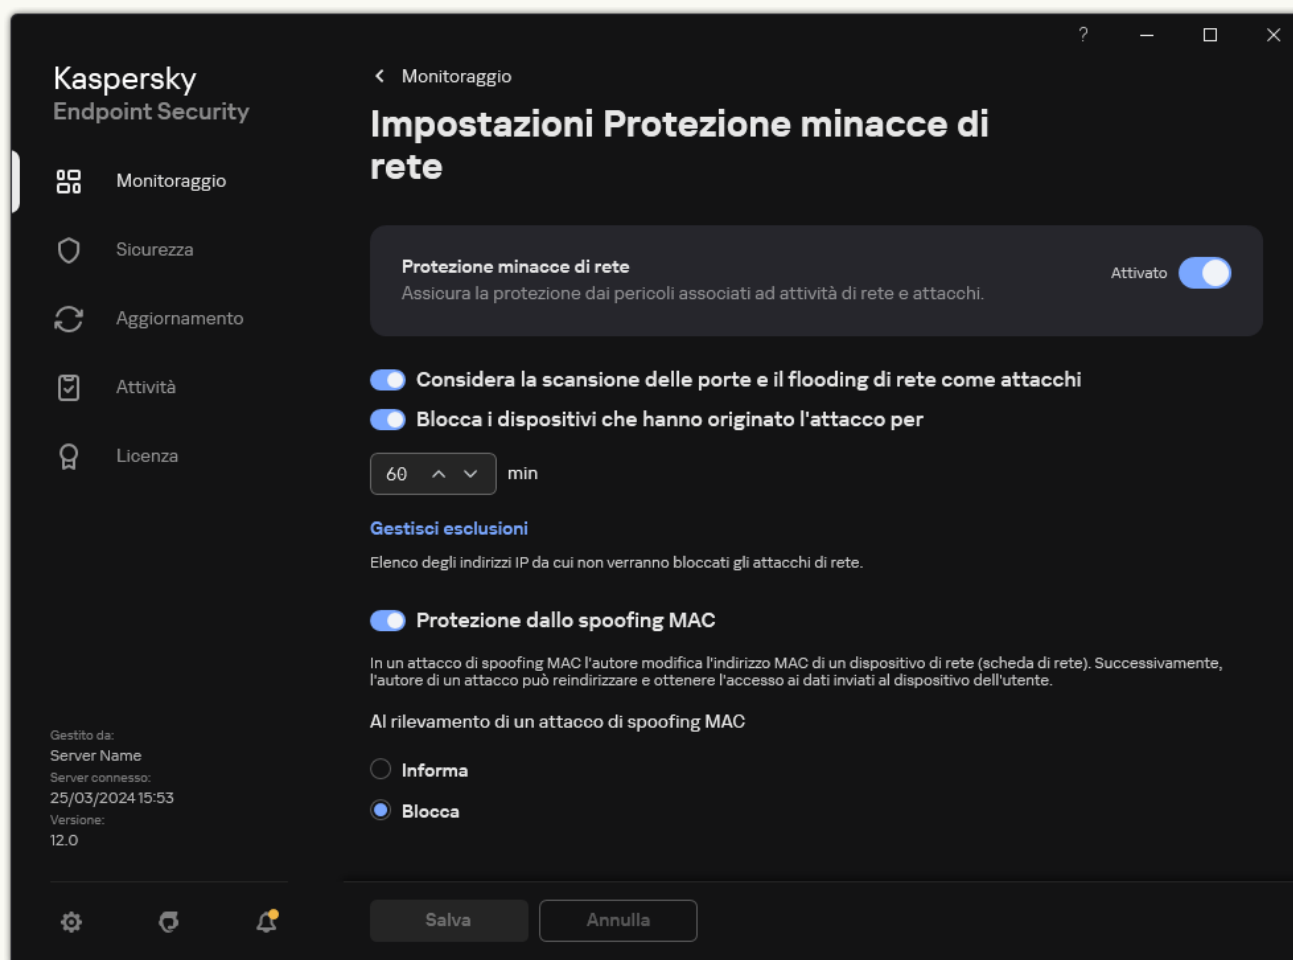 ?
Kaspersky
Endpoint Security
Monitoraggio
Sicurezza
Aggiornamento
Attività
Licenza
Gestito da:
Server Name
Server connesso:
25/03/2024 15:53
Versione:
12.0
Monitoraggio
Impostazioni Protezione minacce di
rete
Protezione minacce di rete
Assicura la protezione dai pericoli associati ad attività di rete e attacchi.
Attivato
Considera la scansione delle porte e il flooding di rete come attacchi
Blocca i dispositivi che hanno originato l'attacco per
60 min
Gestisci esclusioni
Elenco degli indirizzi IP da cui non verranno bloccati gli attacchi di rete.
Protezione dallo spoofing MAC
In un attacco di spoofing MAC l'autore modifica l'indirizzo MAC di un dispositivo di rete (scheda di rete). Successivamente,
l'autore di un attacco può reindirizzare e ottenere l'accesso ai dati inviati al dispositivo dell'utente.
Al rilevamento di un attacco di spoofing MAC
Informa
Blocca
Salva
Annulla